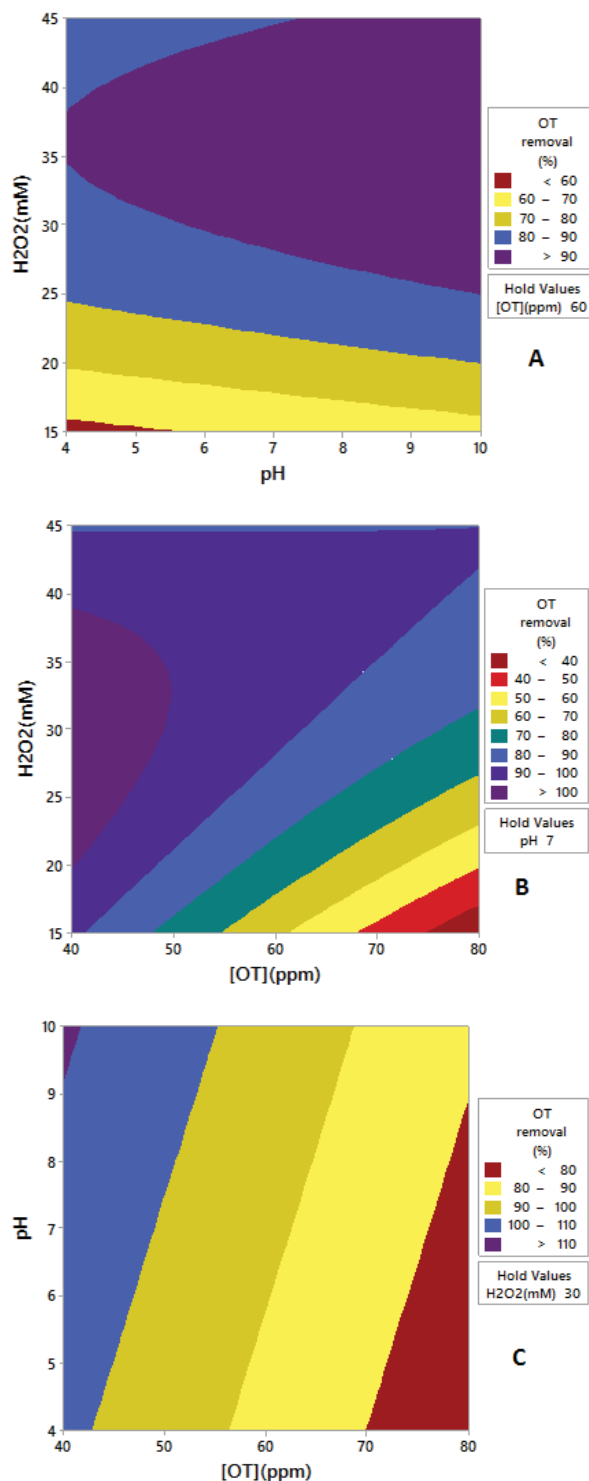 45
40
35
30
25
20
15
H2O2(mM)
4 5 6 7 8 9 10
pH
OT
removal
(%)
< 60
60 – 70
70 – 80
80 – 90
> 90
Hold Values
[OT](ppm) 60
A
45
40
35
30
25
20
15
H2O2(mM)
40 50 60 70 80
[OT](ppm)
OT
removal
(%)
< 40
40 – 50
50 – 60
60 – 70
70 – 80
80 – 90
90 – 100
> 100
Hold Values
pH 7
B
10
9
8
7
6
5
4
pH
40 50 60 70 80
[OT](ppm)
OT
removal
(%)
< 80
80 – 90
90 – 100
100 – 110
> 110
Hold Values
H2O2(mM) 30
C